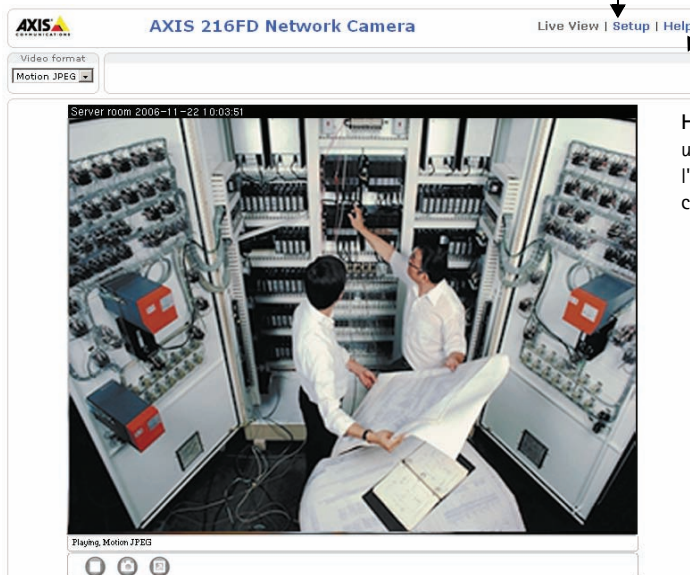 AXIS
COMMUNICATIONS
AXIS 216FD Network Camera
Live View | Setup | Help
Video format
Motion JPEG
Server room 2006-11-22 10:03:51
H
u
l'
c
Playing, Motion JPEG